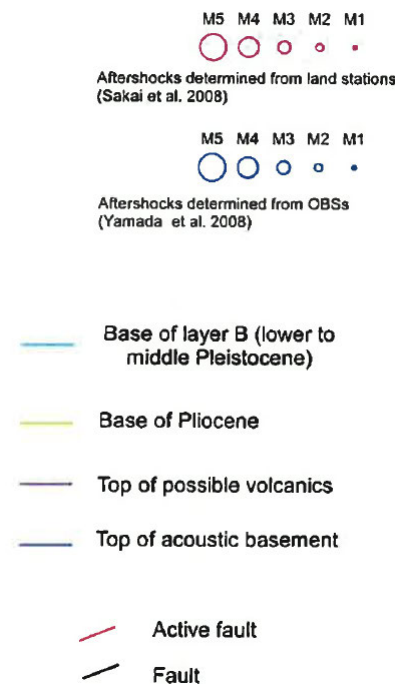 M5 M4 M3 M2 M1
Aftershocks determined from land stations
(Sakai et al. 2008)
M5 M4 M3 M2 M1
Aftershocks determined from OBSs
(Yamada et al. 2008)
Base of layer B (lower to
middle Pleistocene)
Base of Pliocene
Top of possible volcanics
Top of acoustic basement
Active fault
Fault